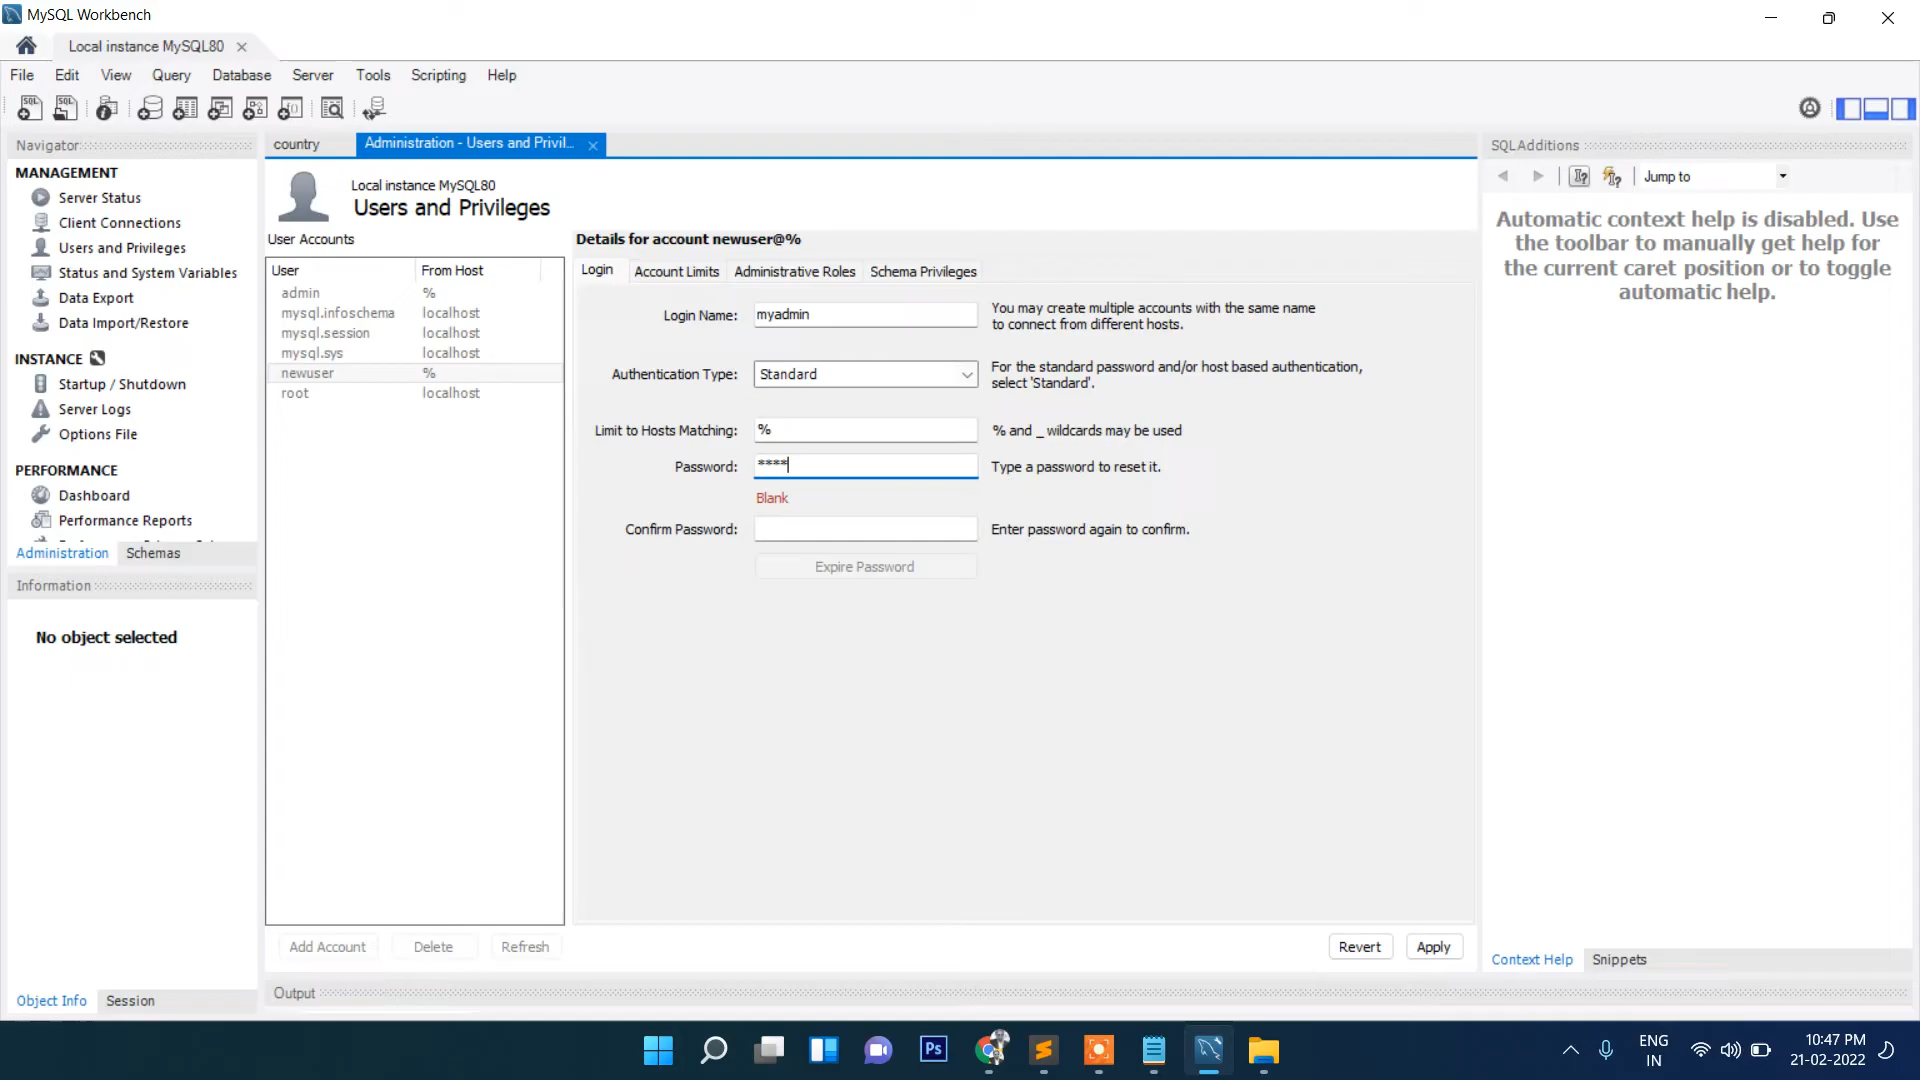 MySQL Workbench
Local instance MySQL80
File Edit View Query Database Server Tools Scripting Help
Navigator
MANAGEMENT
Server Status
Client Connections
Users and Privileges
Status and System Variables
Data Export
Data Import/Restore
INSTANCE
Startup / Shutdown
Server Logs
Options File
PERFORMANCE
Dashboard
Performance Reports
Administration Schemas
Information
No object selected
Object Info Session
country Administration - Users and Privil...
Local instance MySQL80
Users and Privileges
User Accounts
User From Host
admin %
mysql.infoschema localhost
mysql.session localhost
mysql.sys localhost
newuser %
root localhost
Add Account Delete Refresh
Details for account newuser@%
Login Account Limits Administrative Roles Schema Privileges
Login Name: myadmin
You may create multiple accounts with the same name
to connect from different hosts.
Authentication Type: Standard
For the standard password and/or host based authentication,
select 'Standard'.
Limit to Hosts Matching: % % and _ wildcards may be used
Password: **** Type a password to reset it.
Blank
Confirm Password: Enter password again to confirm.
Expire Password
Revert Apply
Output
SQLAdditions
Jump to
Automatic context help is disabled. Use
the toolbar to manually get help for
the current caret position or to toggle
automatic help.
Context Help Snippets
Ps
ENG
IN
10:47 PM
21-02-2022